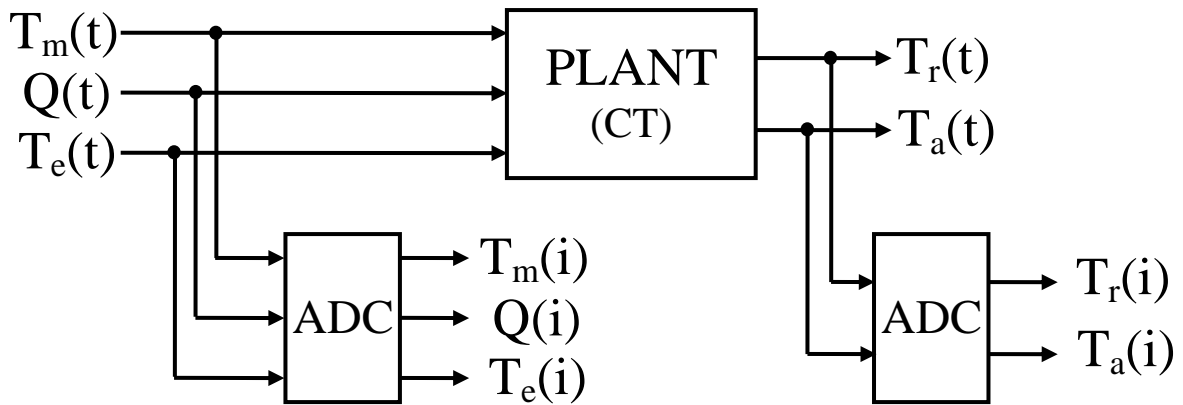 Tm(t)
Q(t)
Te(t)
PLANT
(CT)
Tr(t)
Ta(t)
ADC
Tm(i)
Q(i)
Te(i)
ADC
Tr(i)
Ta(i)